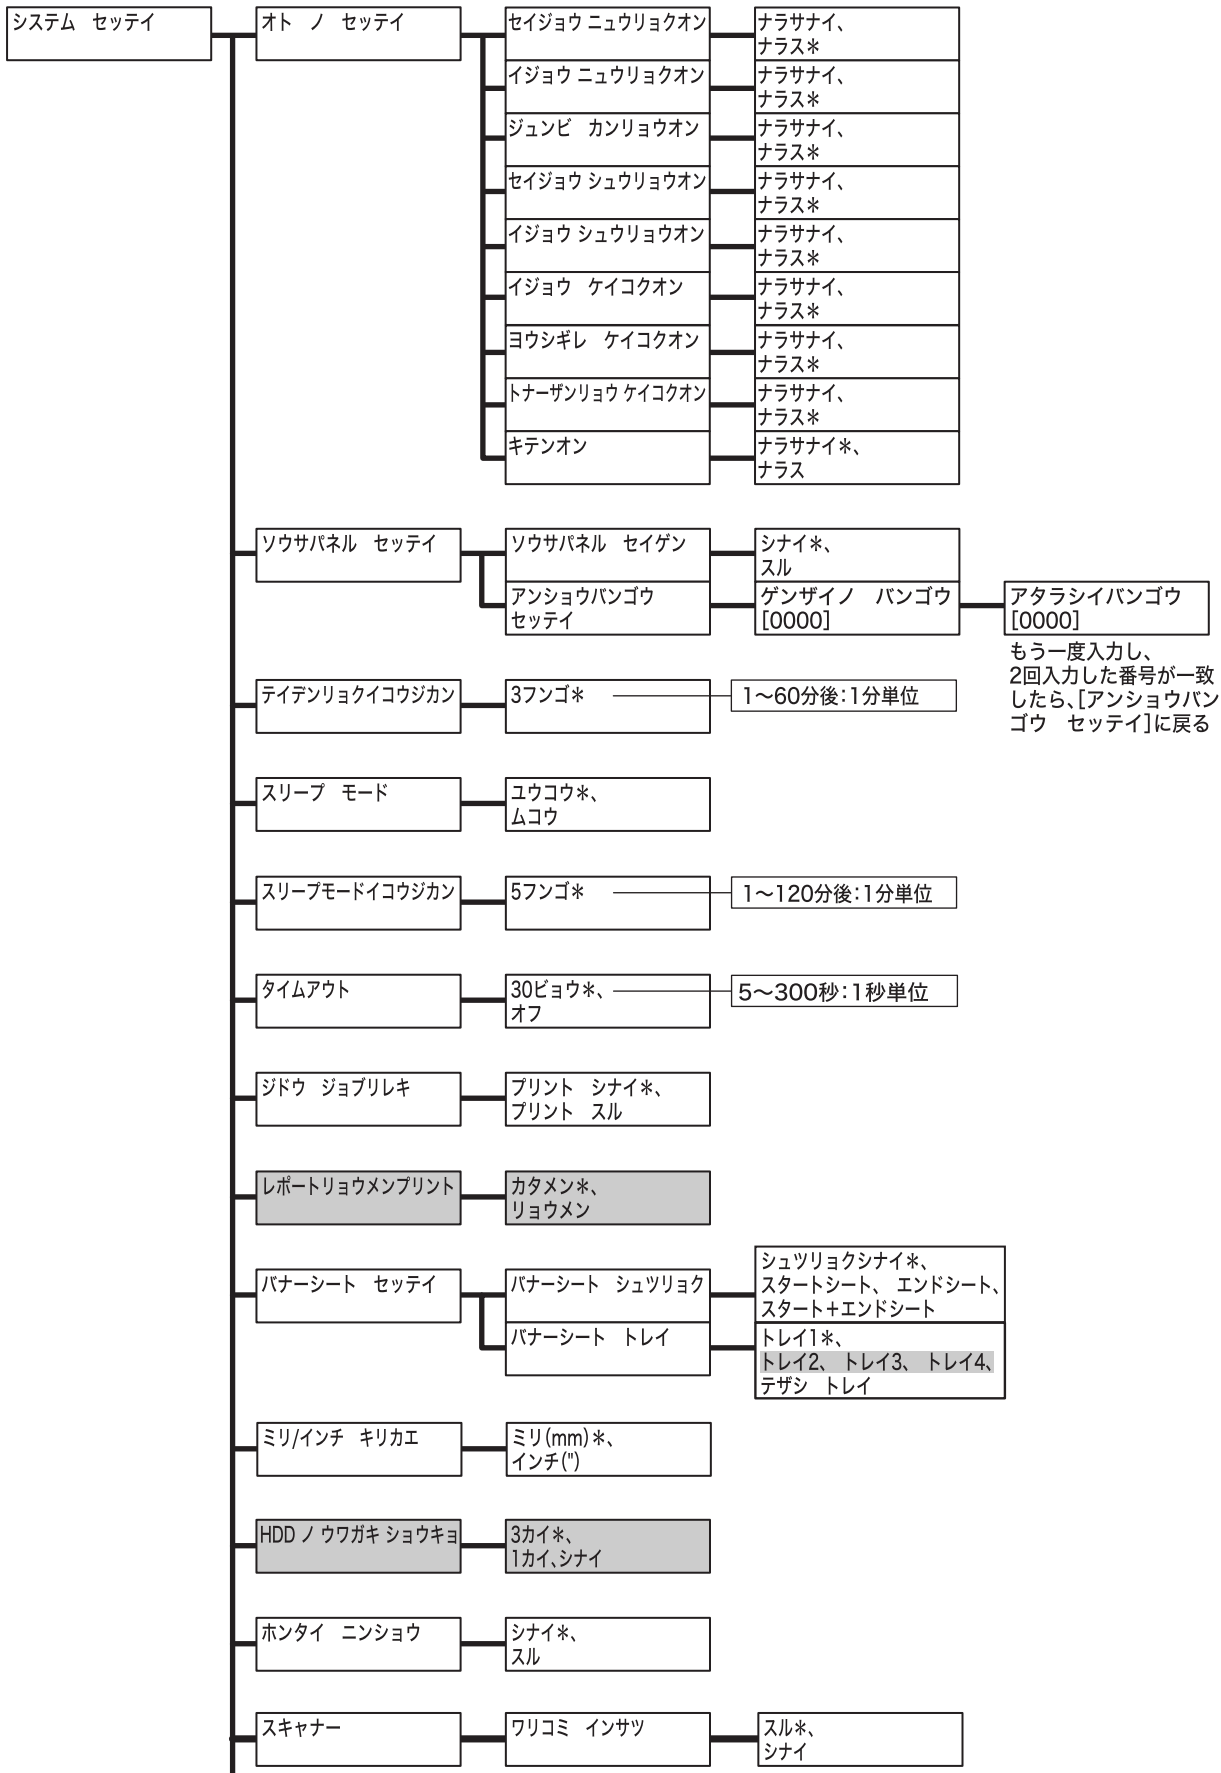 システム　セッテイ
オト　ノ　セッテイ
セイジョウ ニュウリョクオン
ナラサナイ、
ナラス＊
イジョウ ニュウリョクオン
ナラサナイ、
ナラス＊
ジュンビ　カンリョウオン
ナラサナイ、
ナラス＊
セイジョウ シュウリョウオン
ナラサナイ、
ナラス＊
イジョウ シュウリョウオン
ナラサナイ、
ナラス＊
イジョウ　ケイコクオン
ナラサナイ、
ナラス＊
ヨウシギレ　ケイコクオン
ナラサナイ、
ナラス＊
トナーザンリョウ ケイコクオン
ナラサナイ、
ナラス＊
キテンオン
ナラサナイ＊、
ナラス
ソウサパネル　セッテイ
ソウサパネル　セイゲン
シナイ＊、
スル
アンショウバンゴウ
セッテイ
ゲンザイノ　バンゴウ
[0000]
アタラシイバンゴウ
[0000]
もう一度入力し、
2回入力した番号が一致
したら、[アンショウバン
ゴウ　セッテイ]に戻る
テイデンリョクイコウジカン
3フンゴ＊
1〜60分後：1分単位
スリープ　モード
ユウコウ＊、
ムコウ
スリープモードイコウジカン
5フンゴ＊
1〜120分後：1分単位
タイムアウト
30ビョウ＊、
オフ
5〜300秒：1秒単位
ジドウ　ジョブリレキ
プリント　シナイ＊、
プリント　スル
レポートリョウメンプリント
カタメン＊、
リョウメン
バナーシート　セッテイ
バナーシート　シュツリョク
シュツリョクシナイ＊、
スタートシート、　エンドシート、
スタート+エンドシート
バナーシート　トレイ
トレイ1＊、
トレイ2、　トレイ3、　トレイ4、
テザシ　トレイ
ミリ/インチ　キリカエ
ミリ(mm)＊、
インチ(")
HDD ノ ウワガキ ショウキョ
3カイ＊、
1カイ、シナイ
ホンタイ　ニンショウ
シナイ＊、
スル
スキャナー
ワリコミ　インサツ
スル＊、
シナイ